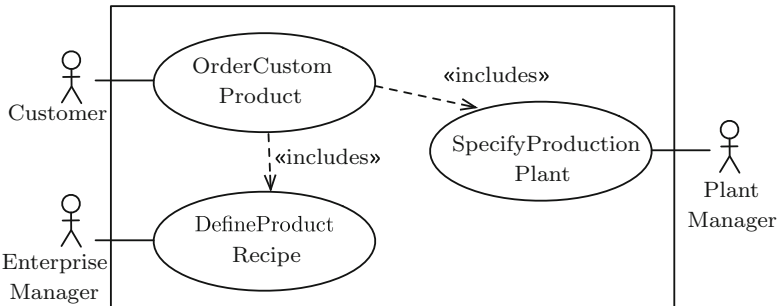 OrderCustom
Product
«includes»
Customer
SpecifyProduction
Plant
«includes»
Plant
Manager
DefineProduct
Recipe
Enterprise
Manager